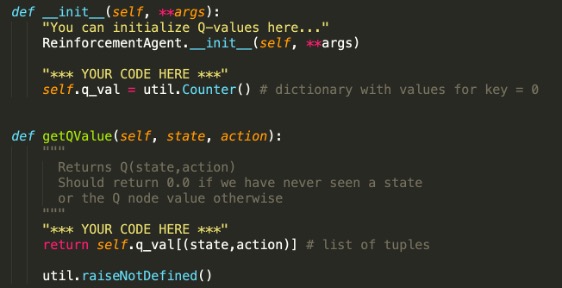 def __init__(self, **args):
    "You can initialize Q-values here..."
    ReinforcementAgent.__init__(self, **args)
    "*** YOUR CODE HERE ***"
    self.q_val = util.Counter() # dictionary with values for key = 0
def getQValue(self, state, action):
    """
      Returns Q(state,action)
      Should return 0.0 if we have never seen a state
      or the Q node value otherwise
    """
    "*** YOUR CODE HERE ***"
    return self.q_val[(state,action)] # list of tuples
    util.raiseNotDefined()